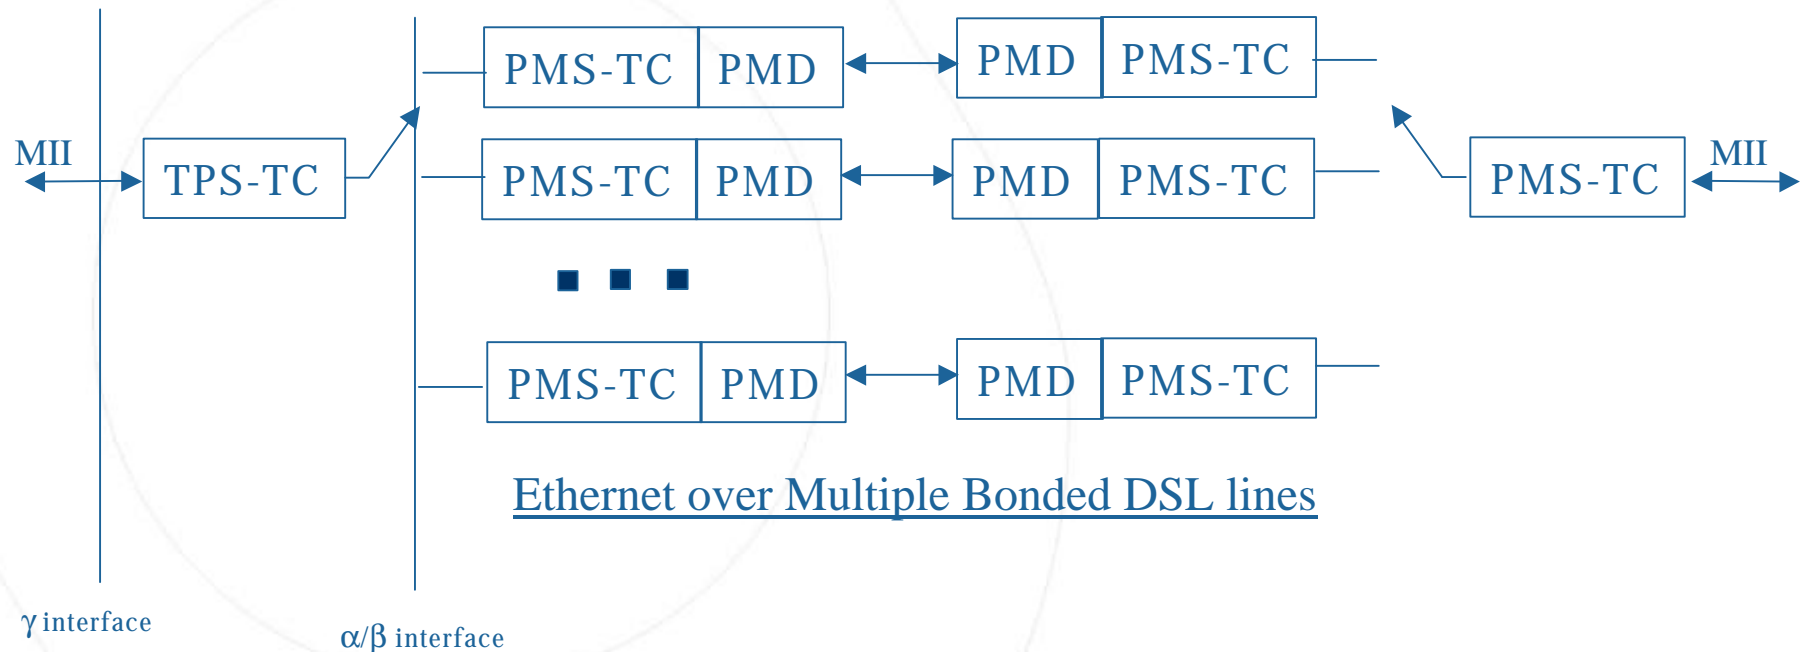 PMS-TC PMD PMD PMS-TC
MII TPS-TC PMS-TC PMD PMD PMS-TC PMS-TC MII
PMS-TC PMD PMD PMS-TC
Ethernet over Multiple Bonded DSL lines
γ interface
α/β interface